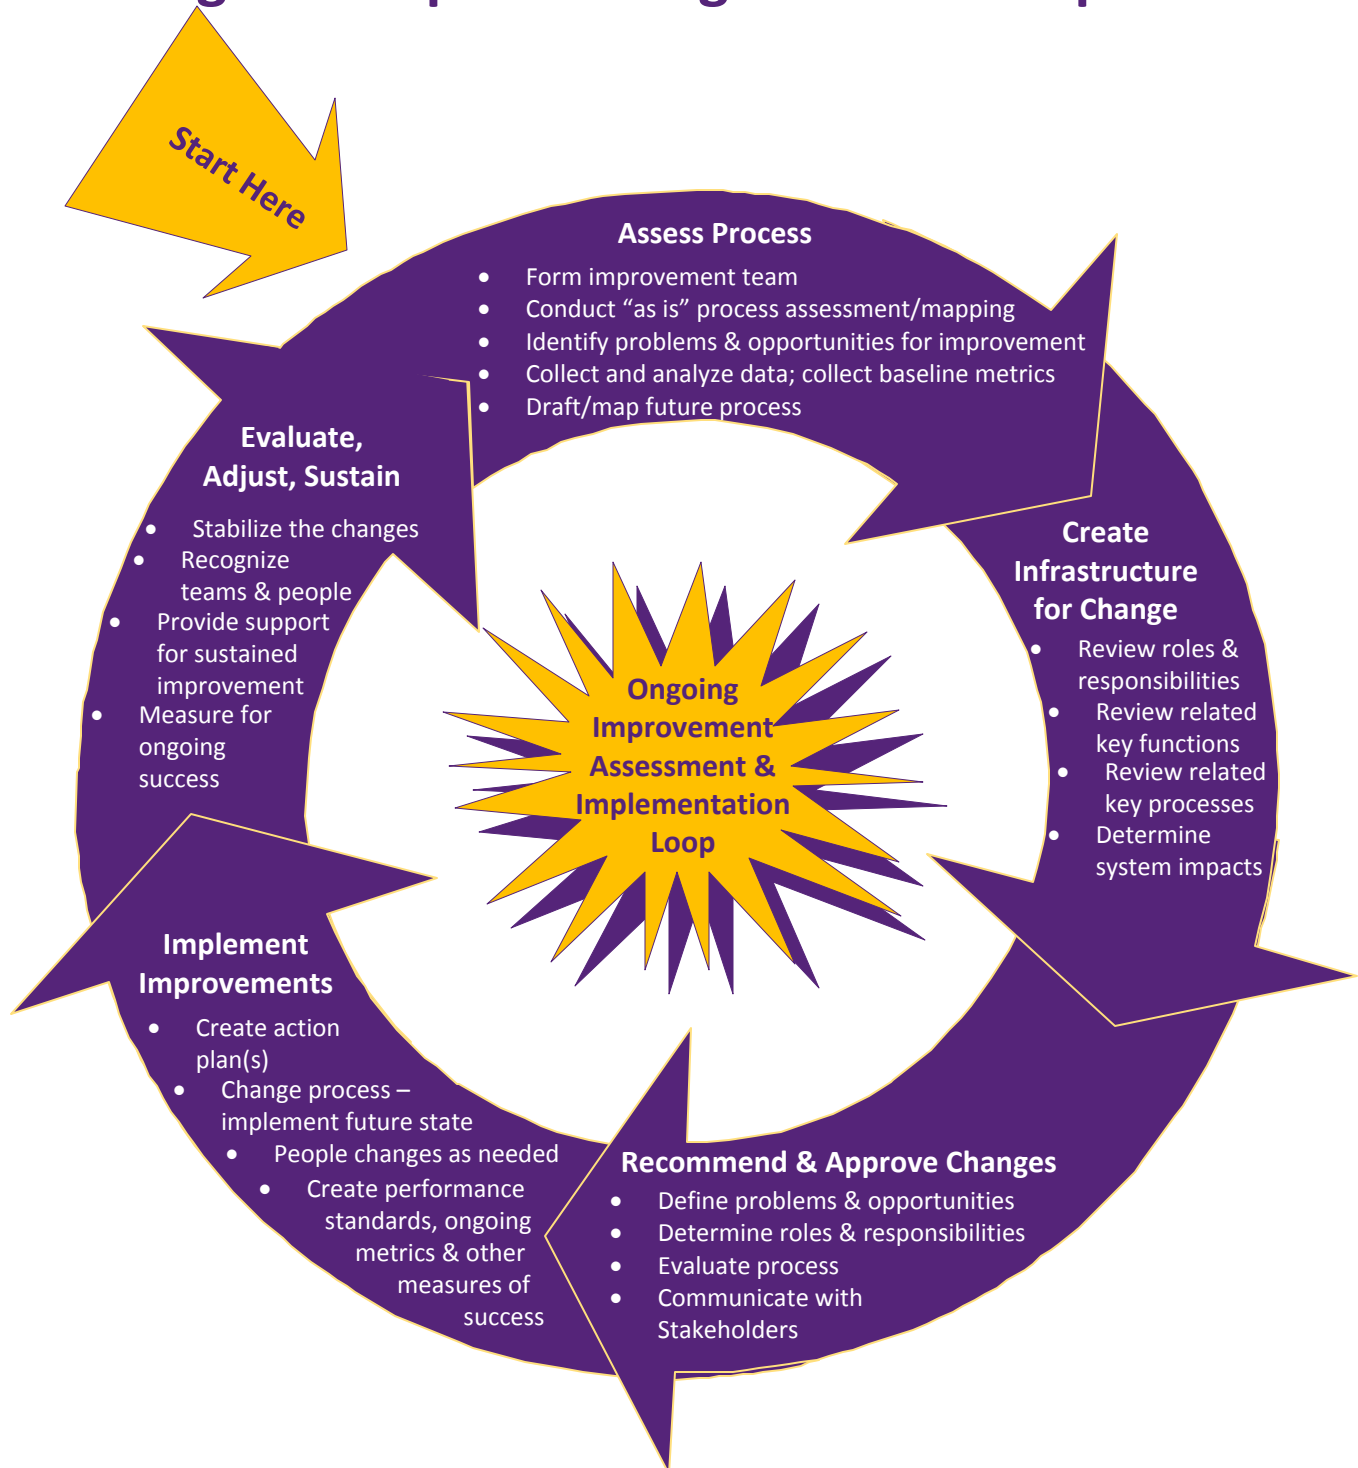 Start Here
Assess Process
• Form improvement team
• Conduct “as is” process assessment/mapping
• Identify problems & opportunities for improvement
• Collect and analyze data; collect baseline metrics
• Draft/map future process
Create
Infrastructure
for Change
• Review roles &
responsibilities
• Review related
key functions
• Review related
key processes
• Determine
system impacts
Recommend & Approve Changes
• Define problems & opportunities
• Determine roles & responsibilities
• Evaluate process
• Communicate with
Stakeholders
Implement
Improvements
• Create action
plan(s)
• Change process –
implement future state
• People changes as needed
• Create performance
standards, ongoing
metrics & other
measures of
success
Evaluate,
Adjust, Sustain
• Stabilize the changes
• Recognize
teams & people
• Provide support
for sustained
improvement
• Measure for
ongoing
success
Ongoing
Improvement
Assessment &
Implementation
Loop